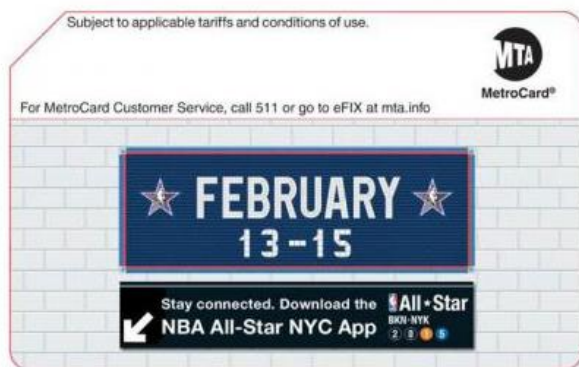 Subject to applicable tariffs and conditions of use.
MTA
MetroCard®
For MetroCard Customer Service, call 511 or go to eFIX at mta.info
FEBRUARY
13-15
Stay connected. Download the
NBA All-Star NYC App
All★Star
BKN-NYK
2015